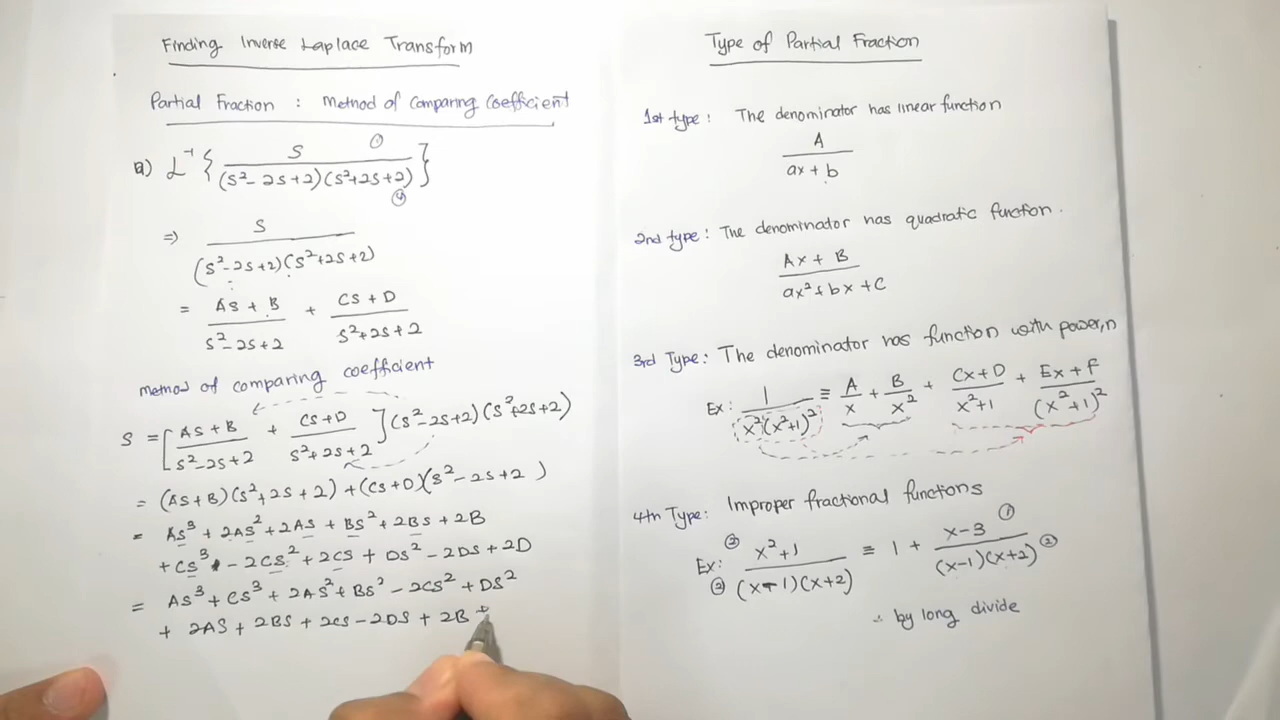 Finding Inverse Laplace Transform
Partial Fraction : Method of Comparing Coefficient
a) L⁻¹ { S ① / (S² - 2S + 2)(S² + 2S + 2) ④ }
⇒ S / (S² - 2S + 2)(S² + 2S + 2)
= AS + B / S² - 2S + 2 + CS + D / S² + 2S + 2
method of comparing coefficient
S = [ AS + B / S² - 2S + 2 + CS + D / S² + 2S + 2 ] (S² - 2S + 2)(S² + 2S + 2)
= (AS + B)(S² + 2S + 2) + (CS + D)(S² - 2S + 2)
= AS³ + 2AS² + 2AS + BS² + 2BS + 2B
+ CS³ - 2CS² + 2CS + DS² - 2DS + 2D
= AS³ + CS³ + 2AS² + BS² - 2CS² + DS²
+ 2AS + 2BS + 2CS - 2DS + 2B +
Type of Partial Fraction
1st type : The denominator has linear function
A / ax + b
2nd type : The denominator has quadratic function.
Ax + B / ax² + bx + C
3rd Type : The denominator has function with power, n
Ex : 1 / x²(x² + 1)² ≡ A / x + B / x² + Cx + D / x² + 1 + Ex + F / (x² + 1)²
4th Type : Improper fractional functions
Ex : ② x² + 1 / ② (x - 1)(x + 2) ≡ 1 + x - 3 ① / (x - 1)(x + 2) ②
∴ by long divide